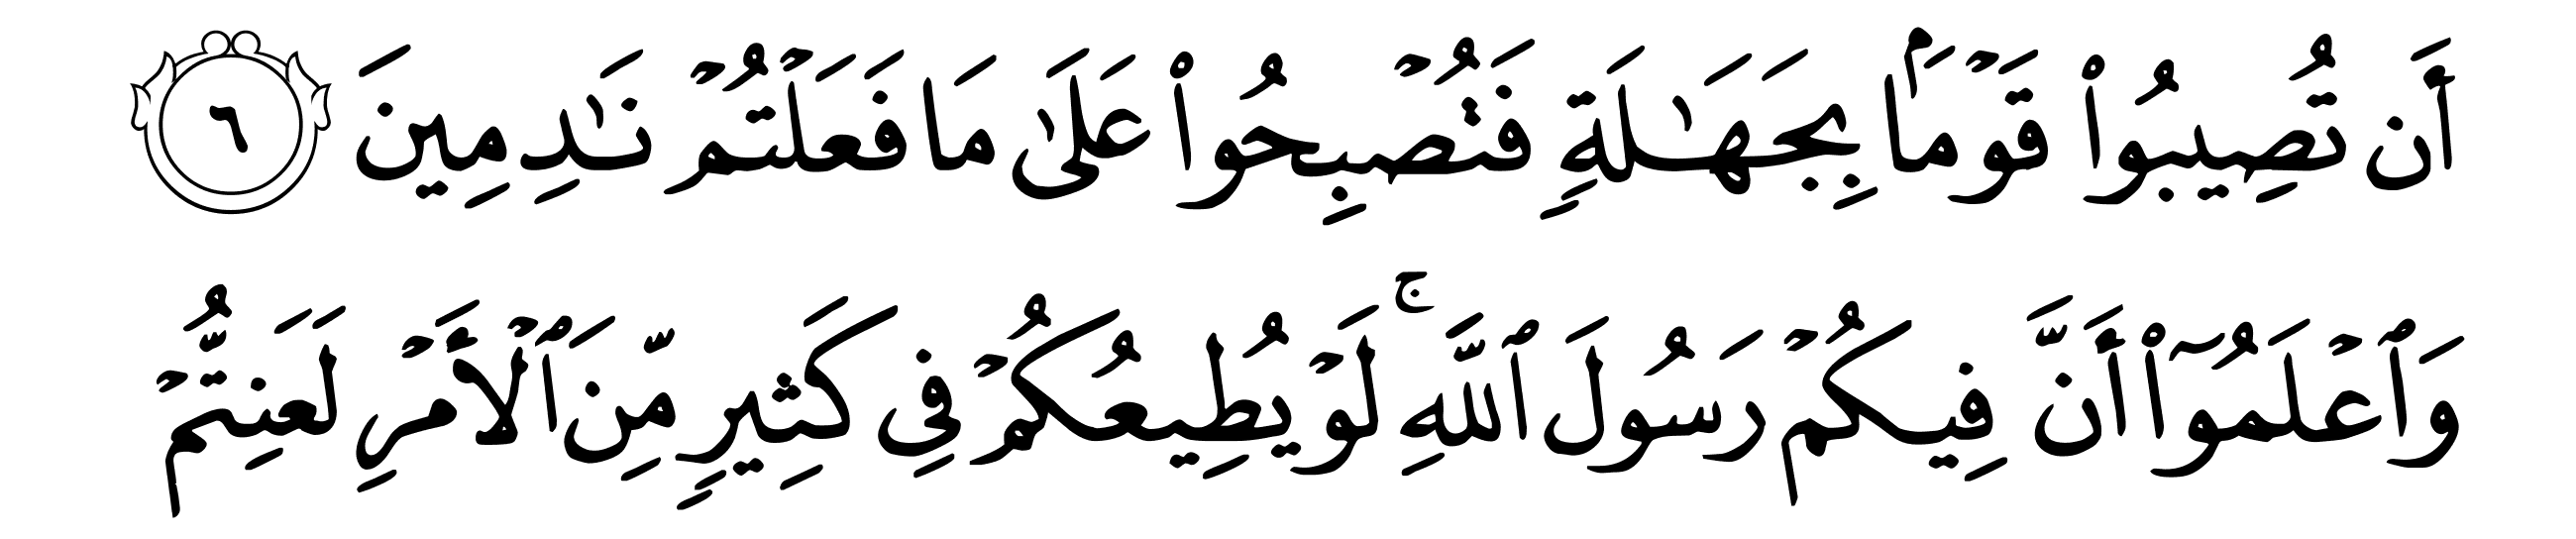 أَن تُصِيبُوا۟ قَوْمًۢا بِجَهَـٰلَةٍۢ فَتُصْبِحُوا۟ عَلَىٰ مَا فَعَلْتُمْ نَـٰدِمِينَ ٦
وَٱعْلَمُوٓا۟ أَنَّ فِيكُمْ رَسُولَ ٱللَّهِ ۚ لَوْ يُطِيعُكُمْ فِى كَثِيرٍۢ مِّنَ ٱلْأَمْرِ لَعَنِتُّمْ